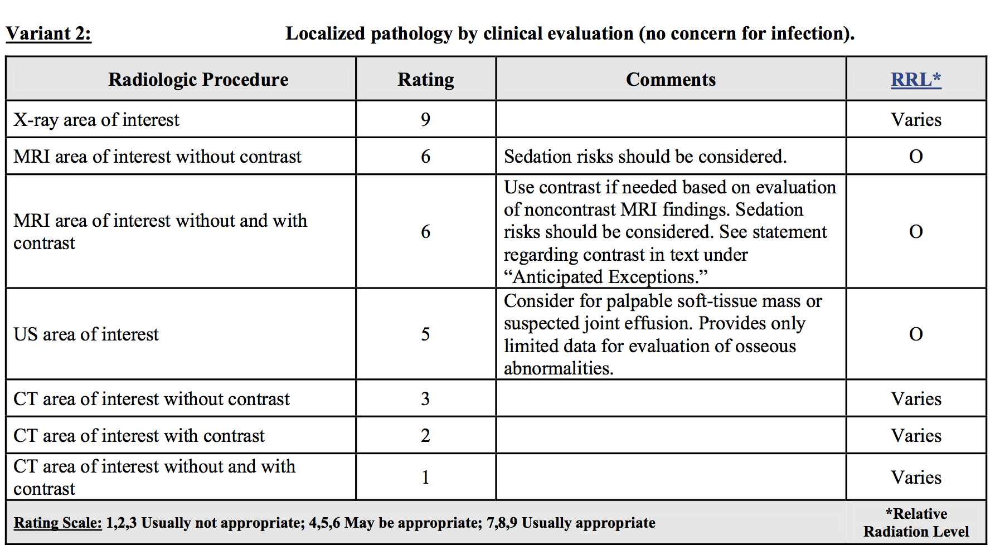 Variant 2: Localized pathology by clinical evaluation (no concern for infection).
Radiologic Procedure Rating Comments RRL*
X-ray area of interest 9 Varies
MRI area of interest without contrast 6 Sedation risks should be considered. O
MRI area of interest without and with
contrast
6
Use contrast if needed based on evaluation
of noncontrast MRI findings. Sedation
risks should be considered. See statement
regarding contrast in text under
“Anticipated Exceptions.”
O
US area of interest
5
Consider for palpable soft-tissue mass or
suspected joint effusion. Provides only
limited data for evaluation of osseous
abnormalities.
O
CT area of interest without contrast 3 Varies
CT area of interest with contrast 2 Varies
CT area of interest without and with
contrast
1
Varies
Rating Scale: 1,2,3 Usually not appropriate; 4,5,6 May be appropriate; 7,8,9 Usually appropriate
*Relative
Radiation Level